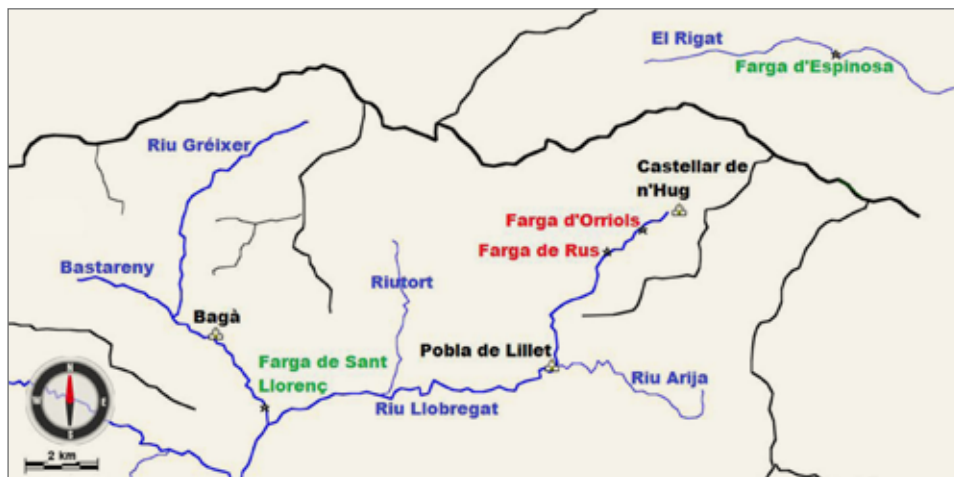 El Rigat
Farga d'Espinosa
Riu Gréixer
Castellar de
n'Hug
Farga d'Orriols
Farga de Rus
Bastareny
Riutort
Bagà
Pobla de Lillet
Farga de Sant
Llorenç
Riu Arija
Riu Llobregat
N
W
E
S
2 km